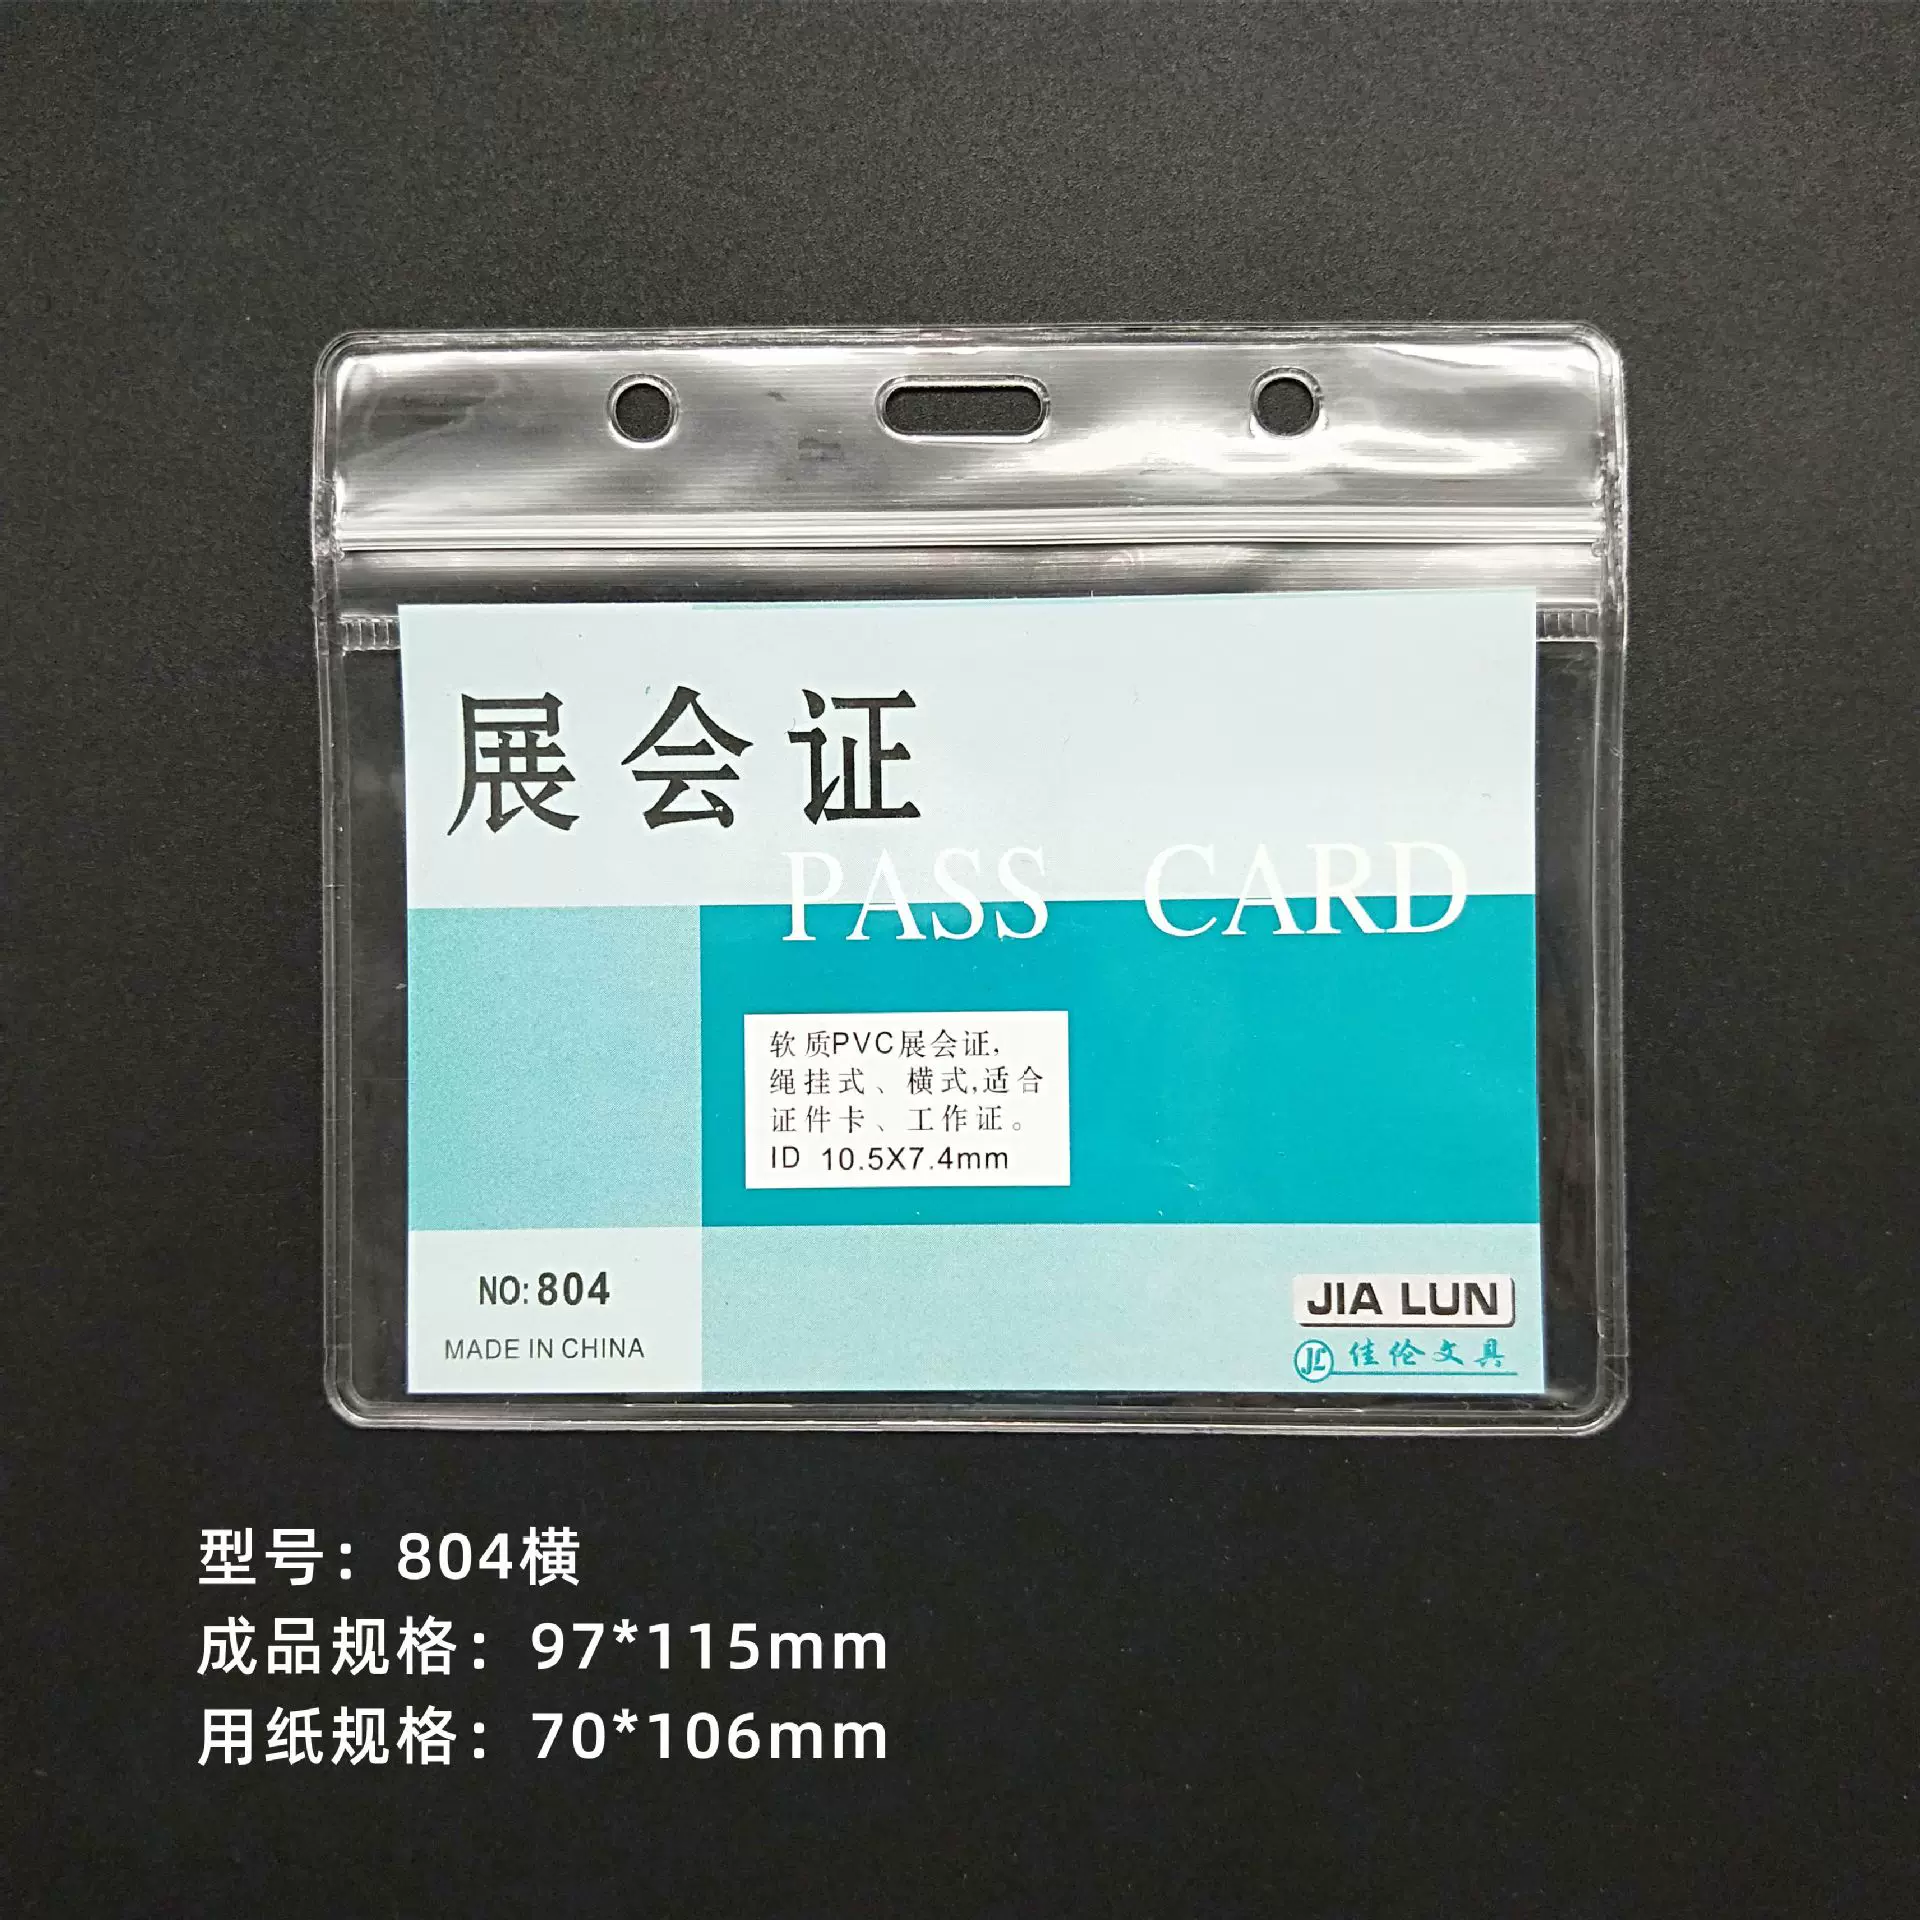 展会证
PASS CARD
软质PVC展会证,
绳挂式、横式,适合
证件卡、工作证。
ID 10.5X7.4mm
NO:804
MADE IN CHINA
JIA LUN
JL 佳伦文具
型号：804横
成品规格：97*115mm
用纸规格：70*106mm